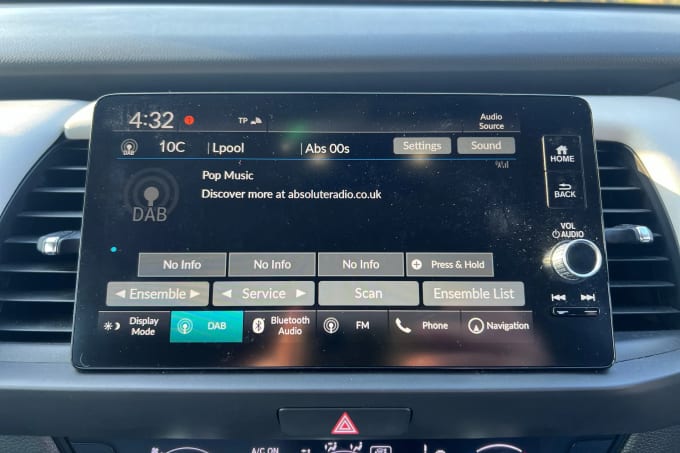 4:32 TP Audio Source
DAB 10C Lpool Abs 00s Settings Sound
Pop Music
Discover more at absoluteradio.co.uk
DAB
No Info No Info No Info + Press & Hold
◄ Ensemble ► ◄ Service ► Scan Ensemble List
Display Mode DAB Bluetooth Audio FM Phone Navigation
HOME
BACK
VOL
AUDIO
A/C ON